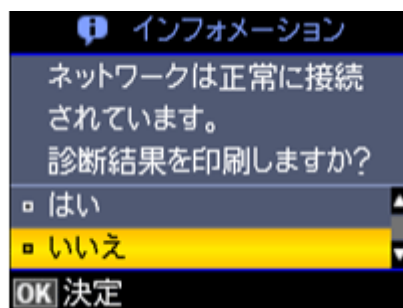 インフォメーション
ネットワークは正常に接続
されています。
診断結果を印刷しますか?
はい
いいえ
OK 決定